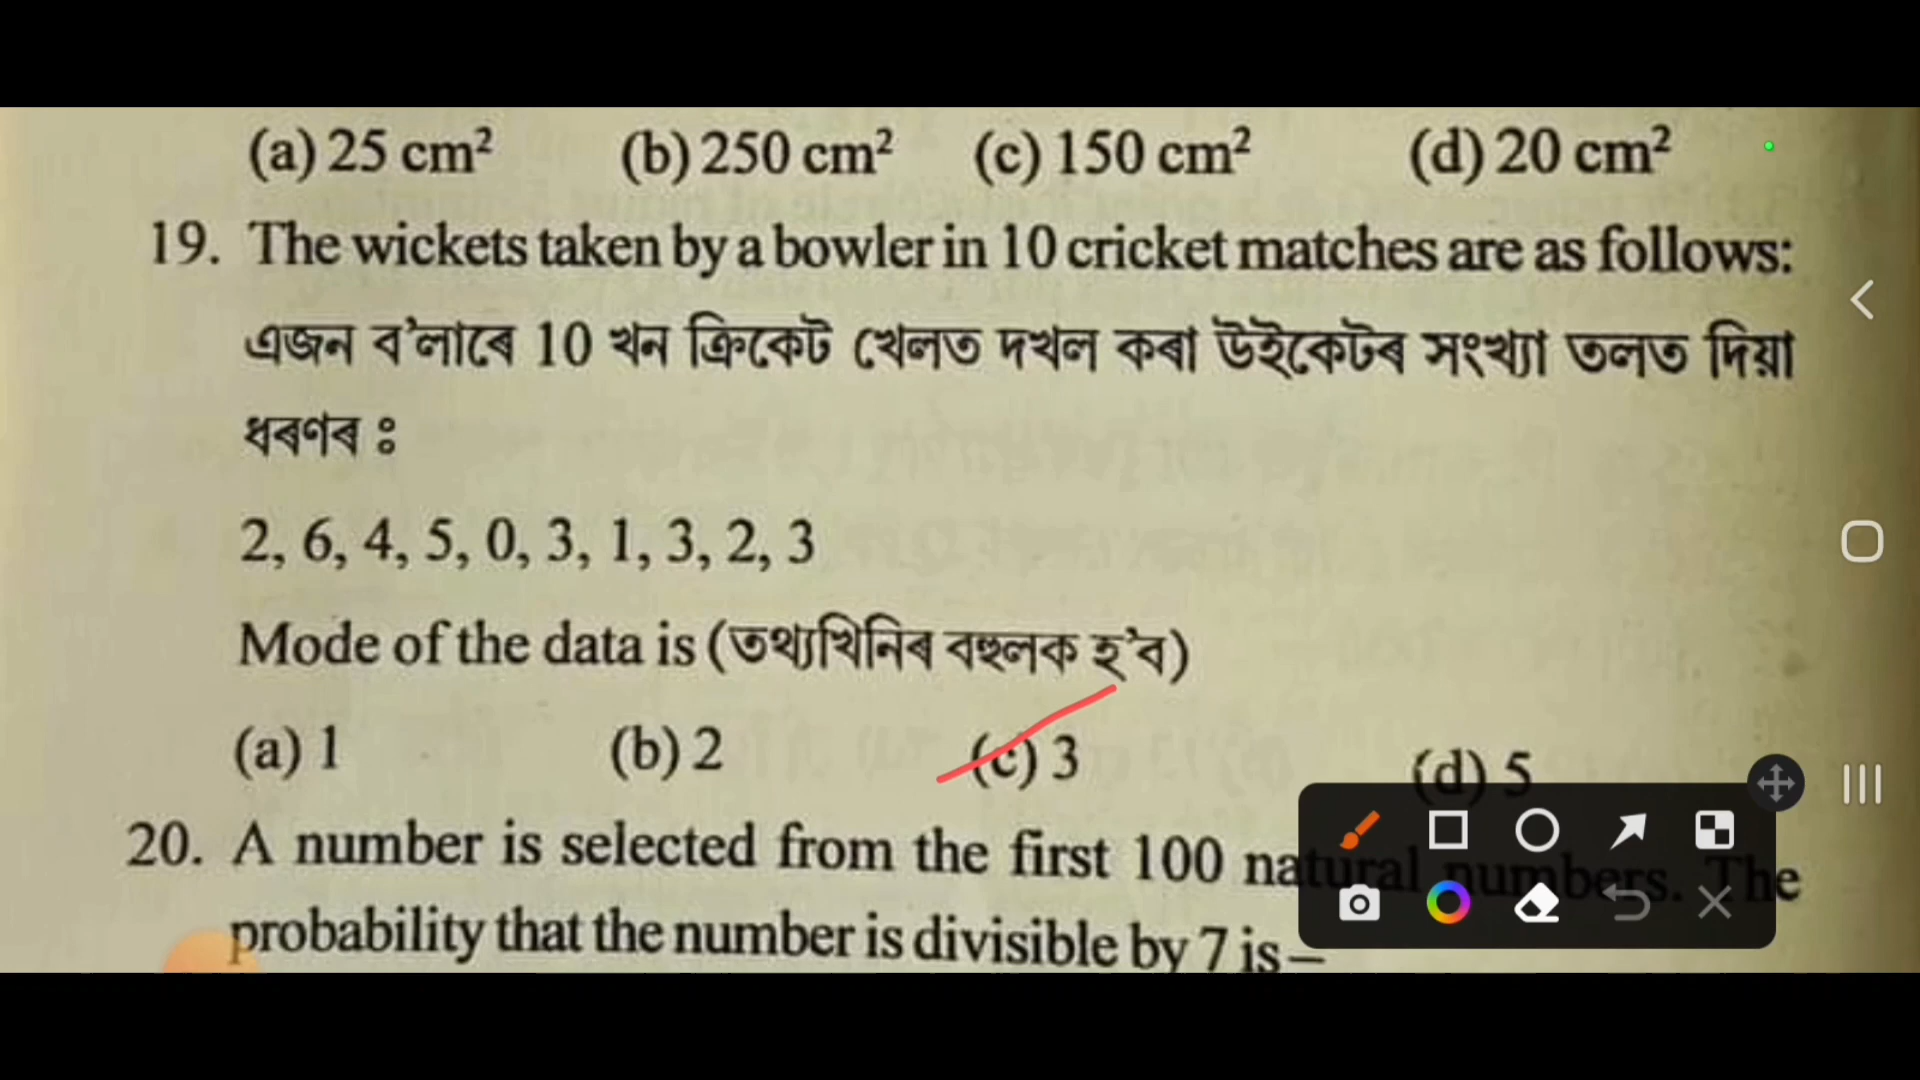 (a) 25 cm² (b) 250 cm² (c) 150 cm² (d) 20 cm²
19. The wickets taken by a bowler in 10 cricket matches are as follows:
এজন ব'লাৰে 10 খন ক্ৰিকেট খেলত দখল কৰা উইকেটৰ সংখ্যা তলত দিয়া
ধৰণৰ ঃ
2, 6, 4, 5, 0, 3, 1, 3, 2, 3
Mode of the data is (তথ্যখিনিৰ বহুলক হ'ব)
(a) 1 (b) 2 (c) 3 (d) 5
20. A number is selected from the first 100 natural numbers. The
probability that the number is divisible by 7 is –